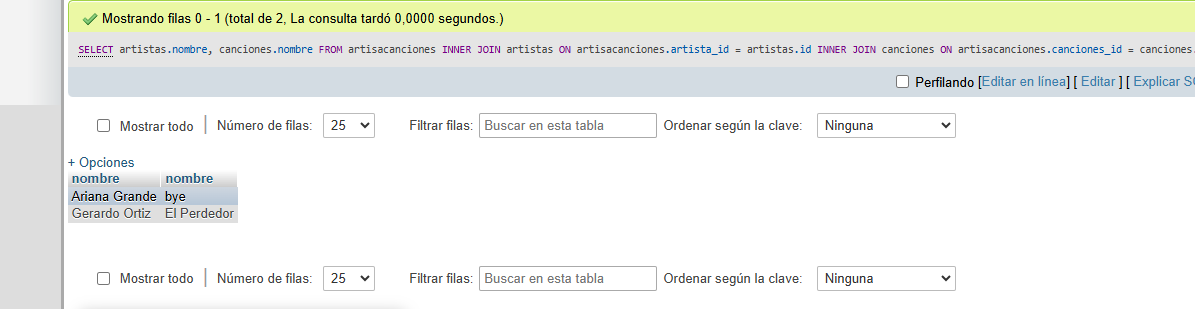 Mostrando filas 0 - 1 (total de 2, La consulta tardó 0,0000 segundos.)
SELECT artistas.nombre, canciones.nombre FROM artisacanciones INNER JOIN artistas ON artisacanciones.artista_id = artistas.id INNER JOIN canciones ON artisacanciones.canciones_id = canciones.
Perfilando [Editar en línea] [ Editar ] [ Explicar SQ
Mostrar todo | Número de filas: 25 Filtrar filas: Buscar en esta tabla Ordenar según la clave: Ninguna
+ Opciones
nombre nombre
Ariana Grande bye
Gerardo Ortiz El Perdedor
Mostrar todo | Número de filas: 25 Filtrar filas: Buscar en esta tabla Ordenar según la clave: Ninguna